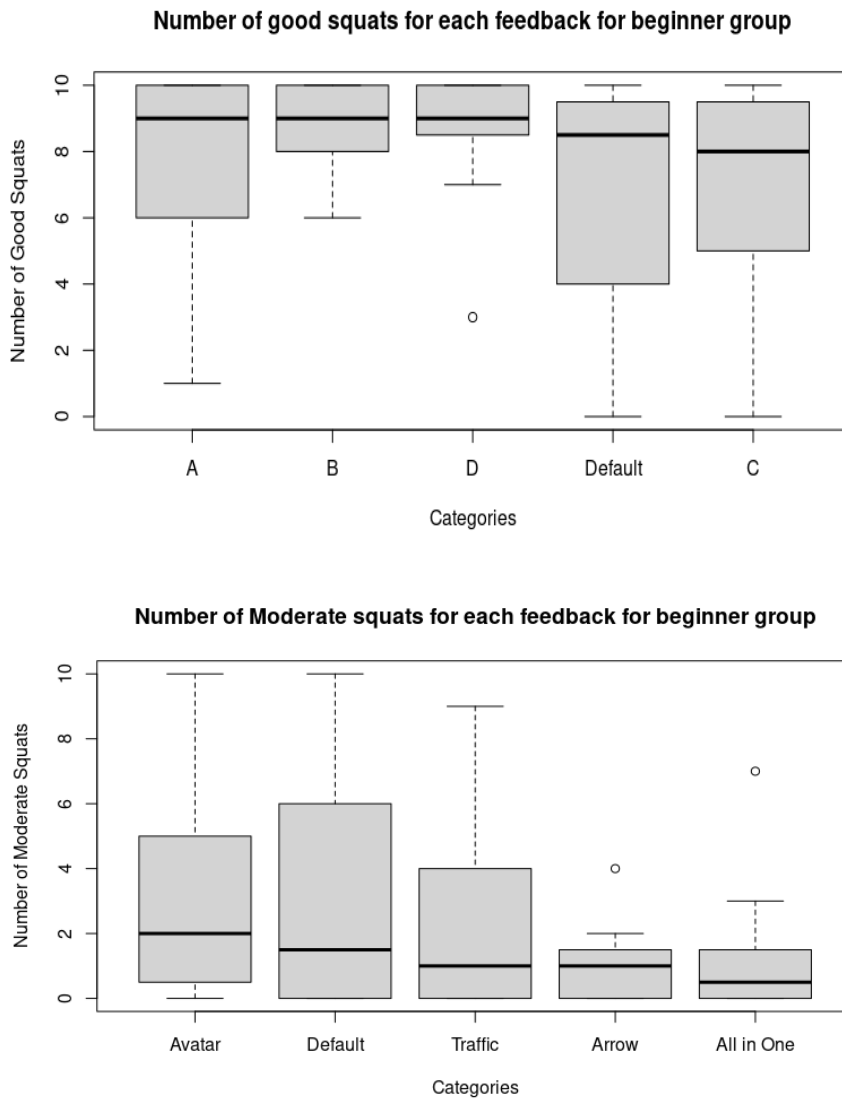 Number of good squats for each feedback for beginner group
Number of Good Squats
10
8
6
4
2
0
A B D Default C
Categories
Number of Moderate squats for each feedback for beginner group
Number of Moderate Squats
10
8
6
4
2
0
Avatar Default Traffic Arrow All in One
Categories